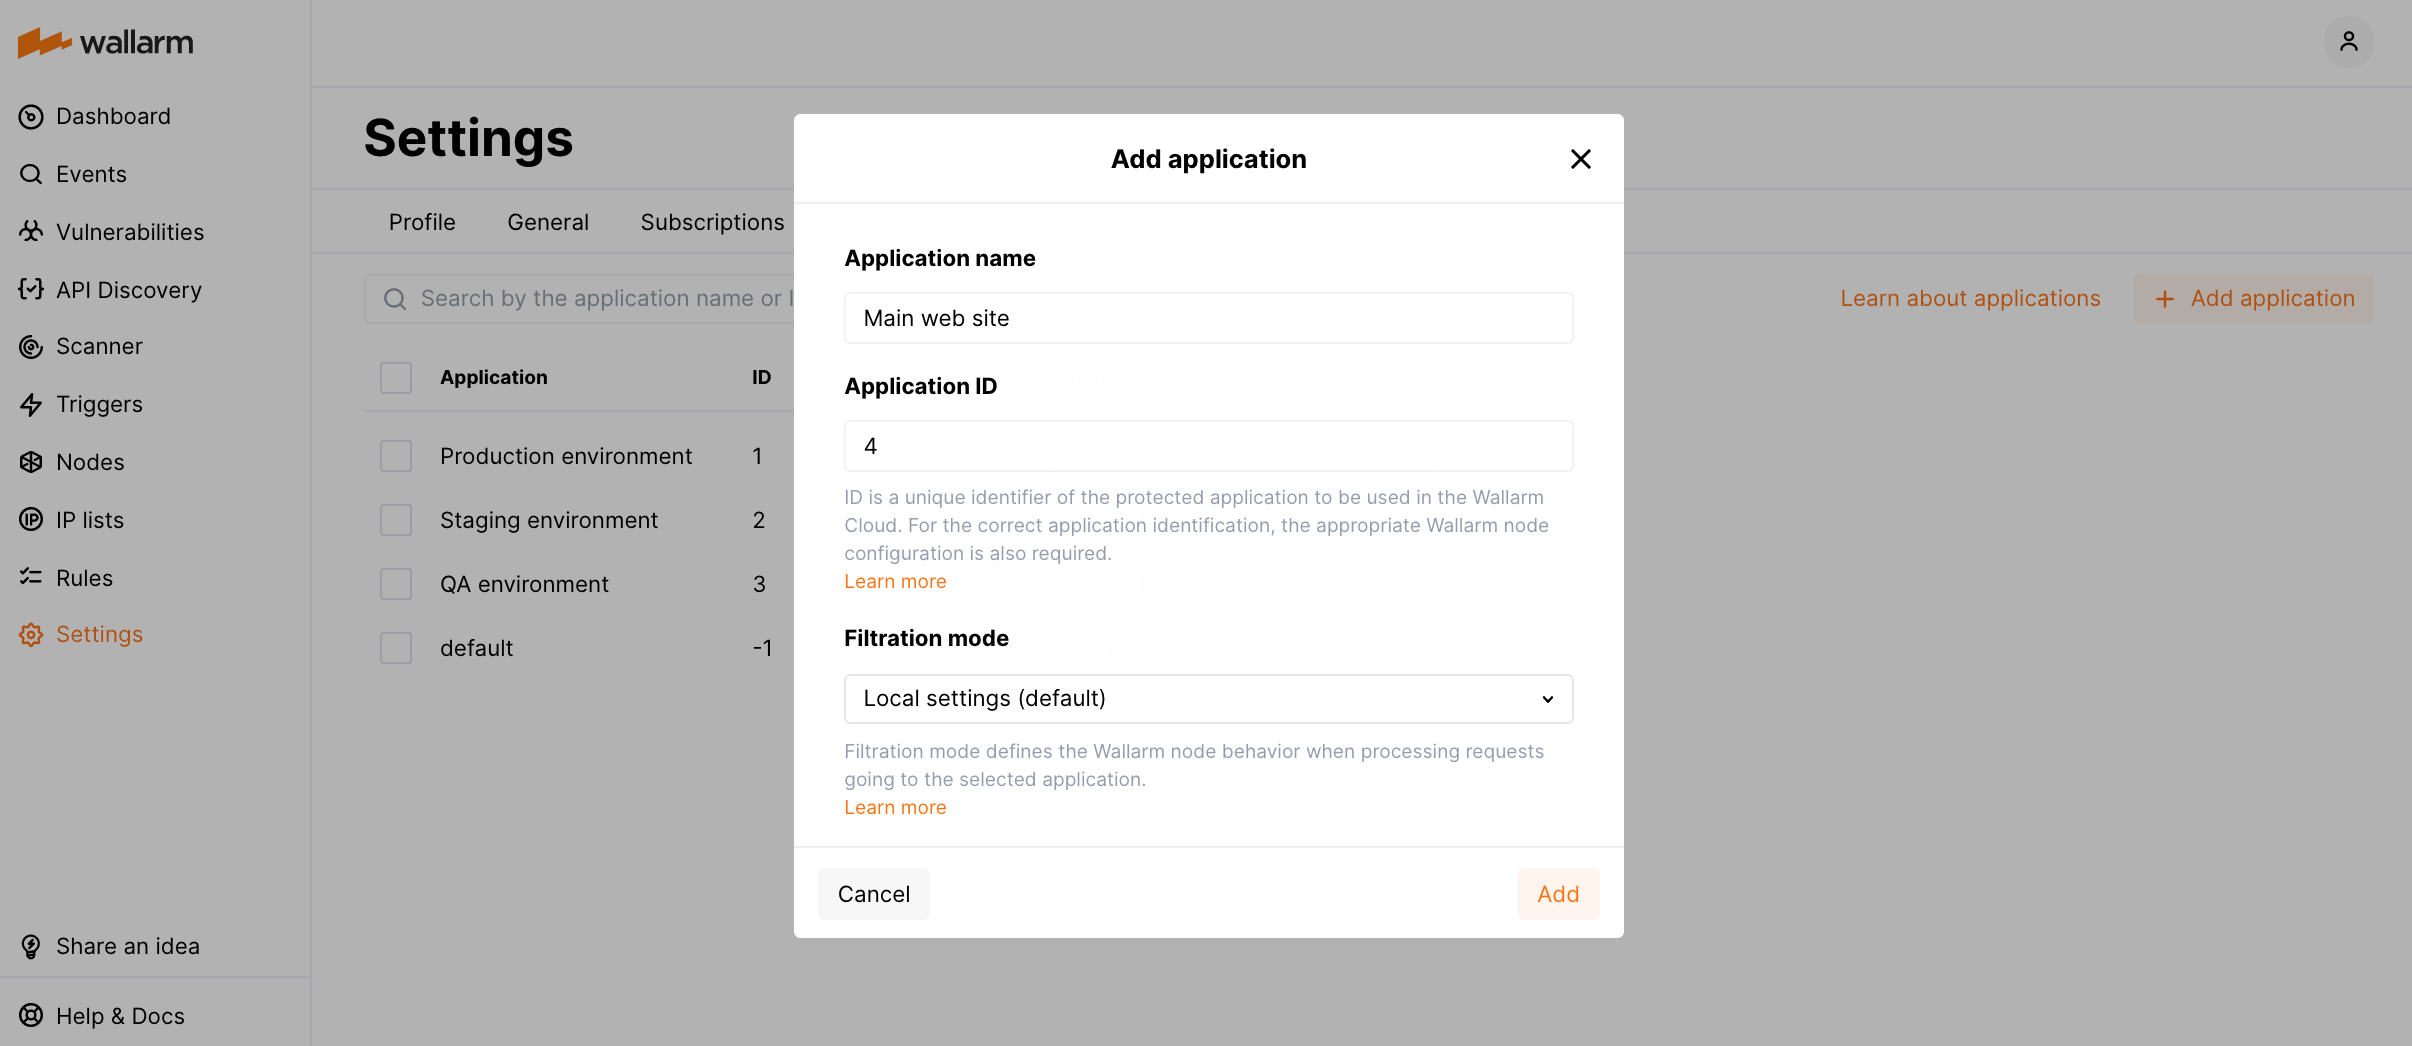 wallarm
Dashboard
Events
Vulnerabilities
API Discovery
Scanner
Triggers
Nodes
IP lists
Rules
Settings
Share an idea
Help & Docs
Settings
Profile General Subscriptions
Search by the application name or
Learn about applications
Add application
Application ID
Production environment 1
Staging environment 2
QA environment 3
default -1
Add application
Application name
Main web site
Application ID
4
ID is a unique identifier of the protected application to be used in the Wallarm
Cloud. For the correct application identification, the appropriate Wallarm node
configuration is also required.
Learn more
Filtration mode
Local settings (default)
Filtration mode defines the Wallarm node behavior when processing requests
going to the selected application.
Learn more
Cancel
Add